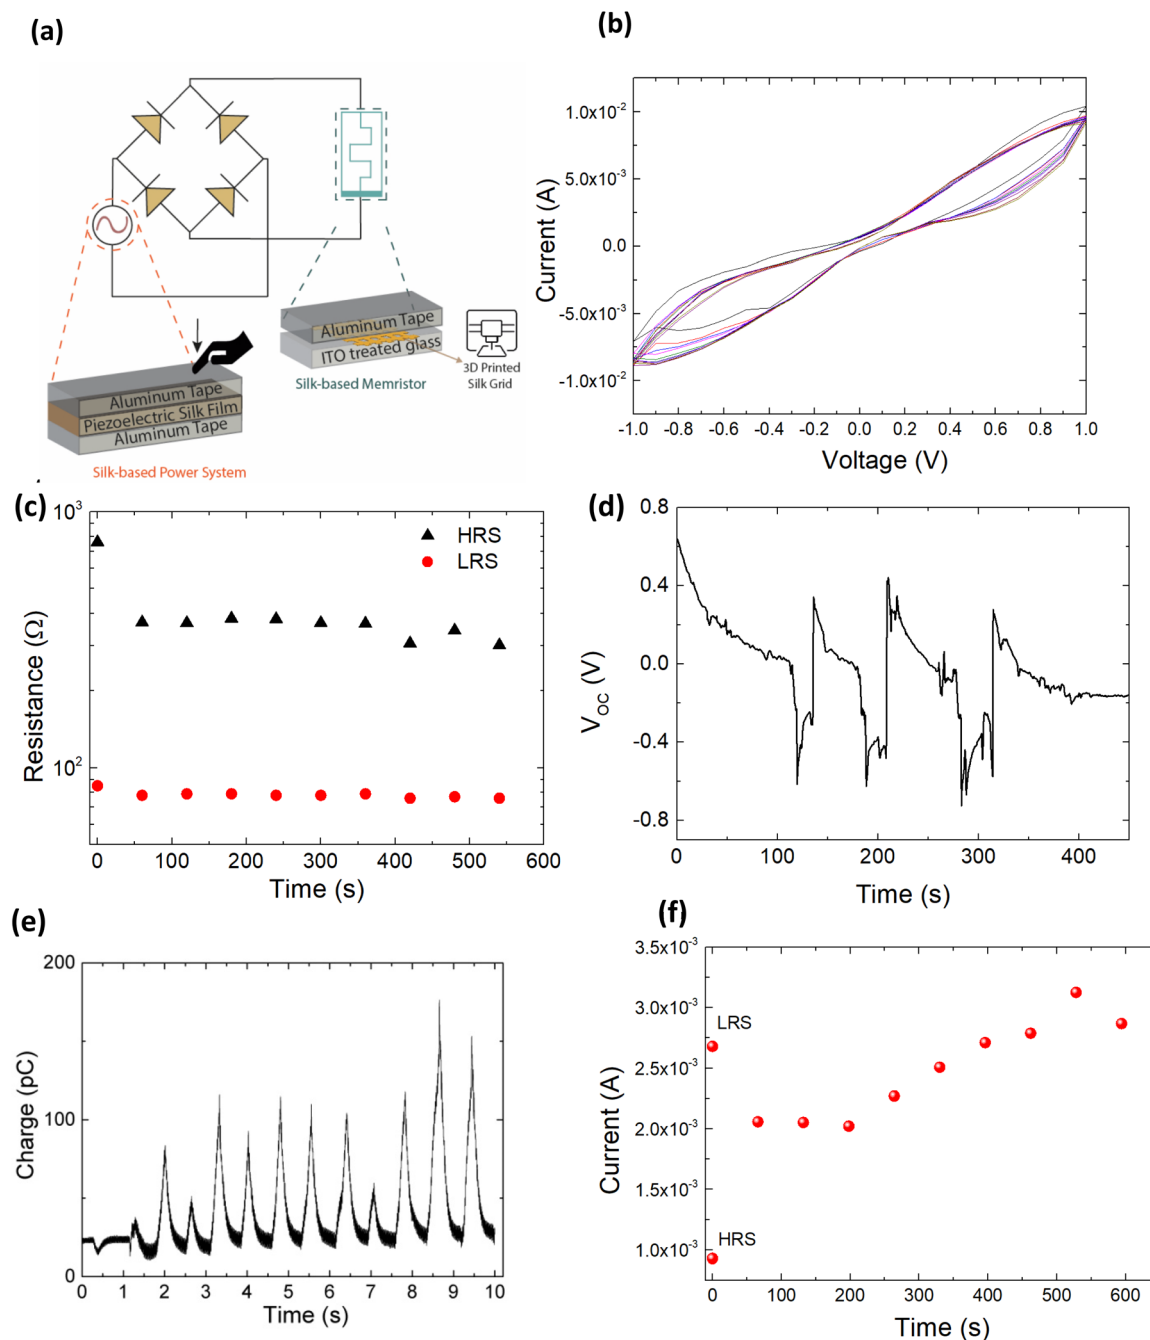 (a)
Aluminum Tape
ITO treated glass
Silk-based Memristor
3D Printed
Silk Grid
Aluminum Tape
Piezoelectric Silk Film
Aluminum Tape
Silk-based Power System
(b)
1.0x10⁻²
5.0x10⁻³
0.0
-5.0x10⁻³
-1.0x10⁻²
Current (A)
-1.0 -0.8 -0.6 -0.4 -0.2 0.0 0.2 0.4 0.6 0.8 1.0
Voltage (V)
(c)
10³
10²
Resistance (Ω)
HRS
LRS
0 100 200 300 400 500 600
Time (s)
(d)
0.8
0.4
0.0
-0.4
-0.8
V_OC (V)
0 100 200 300 400
Time (s)
(e)
200
100
0
Charge (pC)
0 1 2 3 4 5 6 7 8 9 10
Time (s)
(f)
3.5x10⁻³
3.0x10⁻³
2.5x10⁻³
2.0x10⁻³
1.5x10⁻³
1.0x10⁻³
Current (A)
LRS
HRS
0 100 200 300 400 500 600
Time (s)